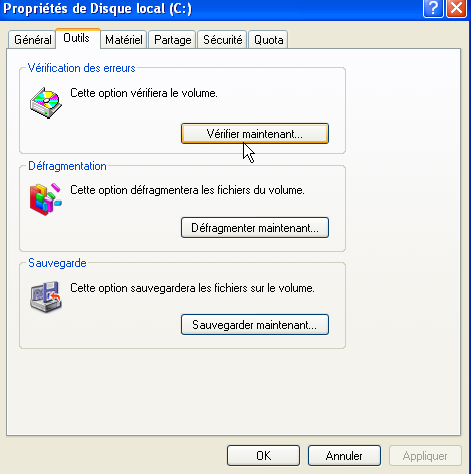 Propriétés de Disque local (C:)
?
Général Outils Matériel Partage Sécurité Quota
Vérification des erreurs
Cette option vérifiera le volume.
Vérifier maintenant...
Défragmentation
Cette option défragmentera les fichiers du volume.
Défragmenter maintenant...
Sauvegarde
Cette option sauvegardera les fichiers sur le volume.
Sauvegarder maintenant...
OK Annuler Appliquer